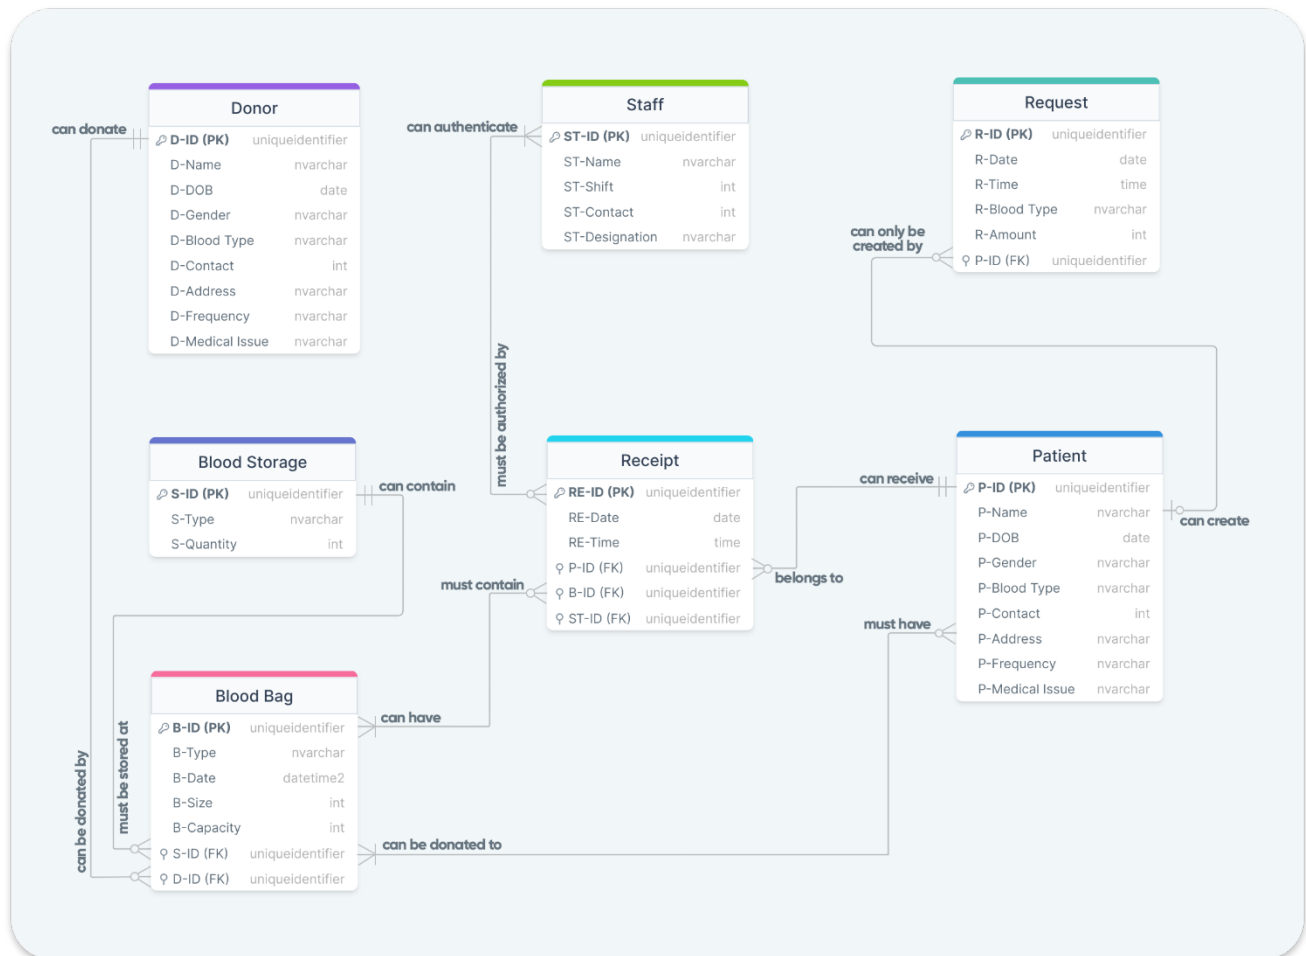 Donor
D-ID (PK) uniqueidentifier
D-Name nvarchar
D-DOB date
D-Gender nvarchar
D-Blood Type nvarchar
D-Contact int
D-Address nvarchar
D-Frequency nvarchar
D-Medical Issue nvarchar
can donate
Staff
ST-ID (PK) uniqueidentifier
ST-Name nvarchar
ST-Shift int
ST-Contact int
ST-Designation nvarchar
can authenticate
must be authorized by
Request
R-ID (PK) uniqueidentifier
R-Date date
R-Time time
R-Blood Type nvarchar
R-Amount int
P-ID (FK) uniqueidentifier
can only be
created by
Blood Storage
S-ID (PK) uniqueidentifier
S-Type nvarchar
S-Quantity int
can contain
Receipt
RE-ID (PK) uniqueidentifier
RE-Date date
RE-Time time
P-ID (FK) uniqueidentifier
B-ID (FK) uniqueidentifier
ST-ID (FK) uniqueidentifier
must contain
belongs to
can receive
Patient
P-ID (PK) uniqueidentifier
P-Name nvarchar
P-DOB date
P-Gender nvarchar
P-Blood Type nvarchar
P-Contact int
P-Address nvarchar
P-Frequency nvarchar
P-Medical Issue nvarchar
can create
must have
Blood Bag
B-ID (PK) uniqueidentifier
B-Type nvarchar
B-Date datetime2
B-Size int
B-Capacity int
S-ID (FK) uniqueidentifier
D-ID (FK) uniqueidentifier
can have
can be donated to
must be stored at
can be donated by